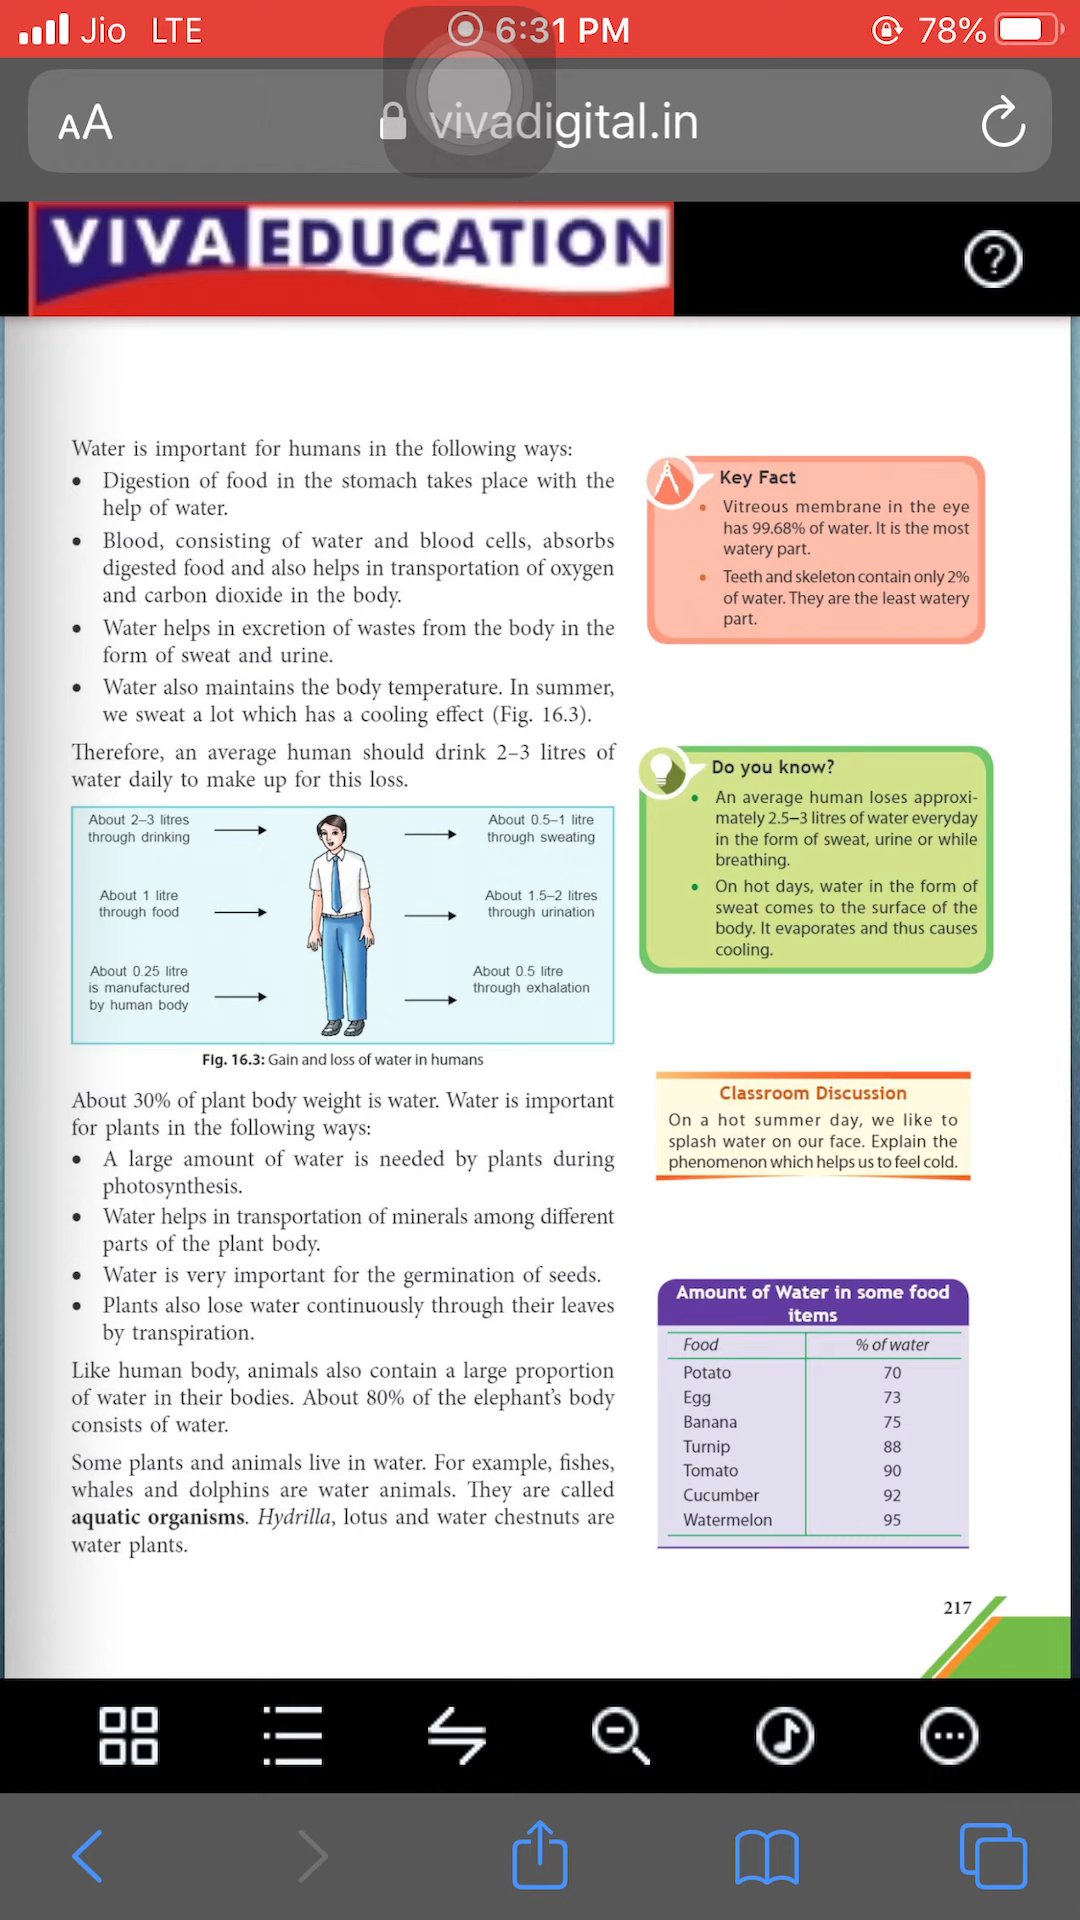 Jio LTE 6:31 PM 78%
AA vivadigital.in
VIVA EDUCATION
?
Water is important for humans in the following ways:
• Digestion of food in the stomach takes place with the
help of water.
• Blood, consisting of water and blood cells, absorbs
digested food and also helps in transportation of oxygen
and carbon dioxide in the body.
• Water helps in excretion of wastes from the body in the
form of sweat and urine.
• Water also maintains the body temperature. In summer,
we sweat a lot which has a cooling effect (Fig. 16.3).
Therefore, an average human should drink 2–3 litres of
water daily to make up for this loss.
About 2–3 litres
through drinking
About 1 litre
through food
About 0.25 litre
is manufactured
by human body
About 0.5–1 litre
through sweating
About 1.5–2 litres
through urination
About 0.5 litre
through exhalation
Fig. 16.3: Gain and loss of water in humans
About 30% of plant body weight is water. Water is important
for plants in the following ways:
• A large amount of water is needed by plants during
photosynthesis.
• Water helps in transportation of minerals among different
parts of the plant body.
• Water is very important for the germination of seeds.
• Plants also lose water continuously through their leaves
by transpiration.
Like human body, animals also contain a large proportion
of water in their bodies. About 80% of the elephant's body
consists of water.
Some plants and animals live in water. For example, fishes,
whales and dolphins are water animals. They are called
aquatic organisms. Hydrilla, lotus and water chestnuts are
water plants.
Key Fact
• Vitreous membrane in the eye
has 99.68% of water. It is the most
watery part.
• Teeth and skeleton contain only 2%
of water. They are the least watery
part.
Do you know?
• An average human loses approxi-
mately 2.5–3 litres of water everyday
in the form of sweat, urine or while
breathing.
• On hot days, water in the form of
sweat comes to the surface of the
body. It evaporates and thus causes
cooling.
Classroom Discussion
On a hot summer day, we like to
splash water on our face. Explain the
phenomenon which helps us to feel cold.
Amount of Water in some food
items
Food % of water
Potato 70
Egg 73
Banana 75
Turnip 88
Tomato 90
Cucumber 92
Watermelon 95
217